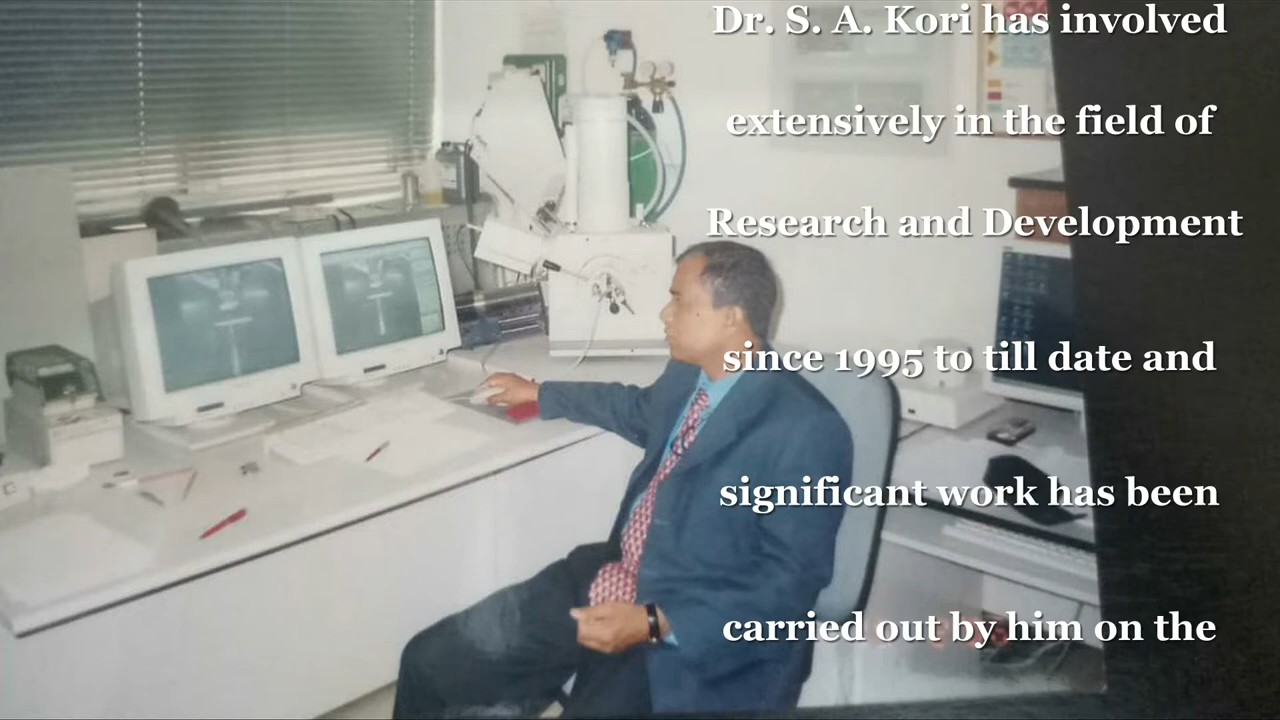 Dr. S. A. Kori has involved
extensively in the field of
Research and Development
since 1995 to till date and
significant work has been
carried out by him on the